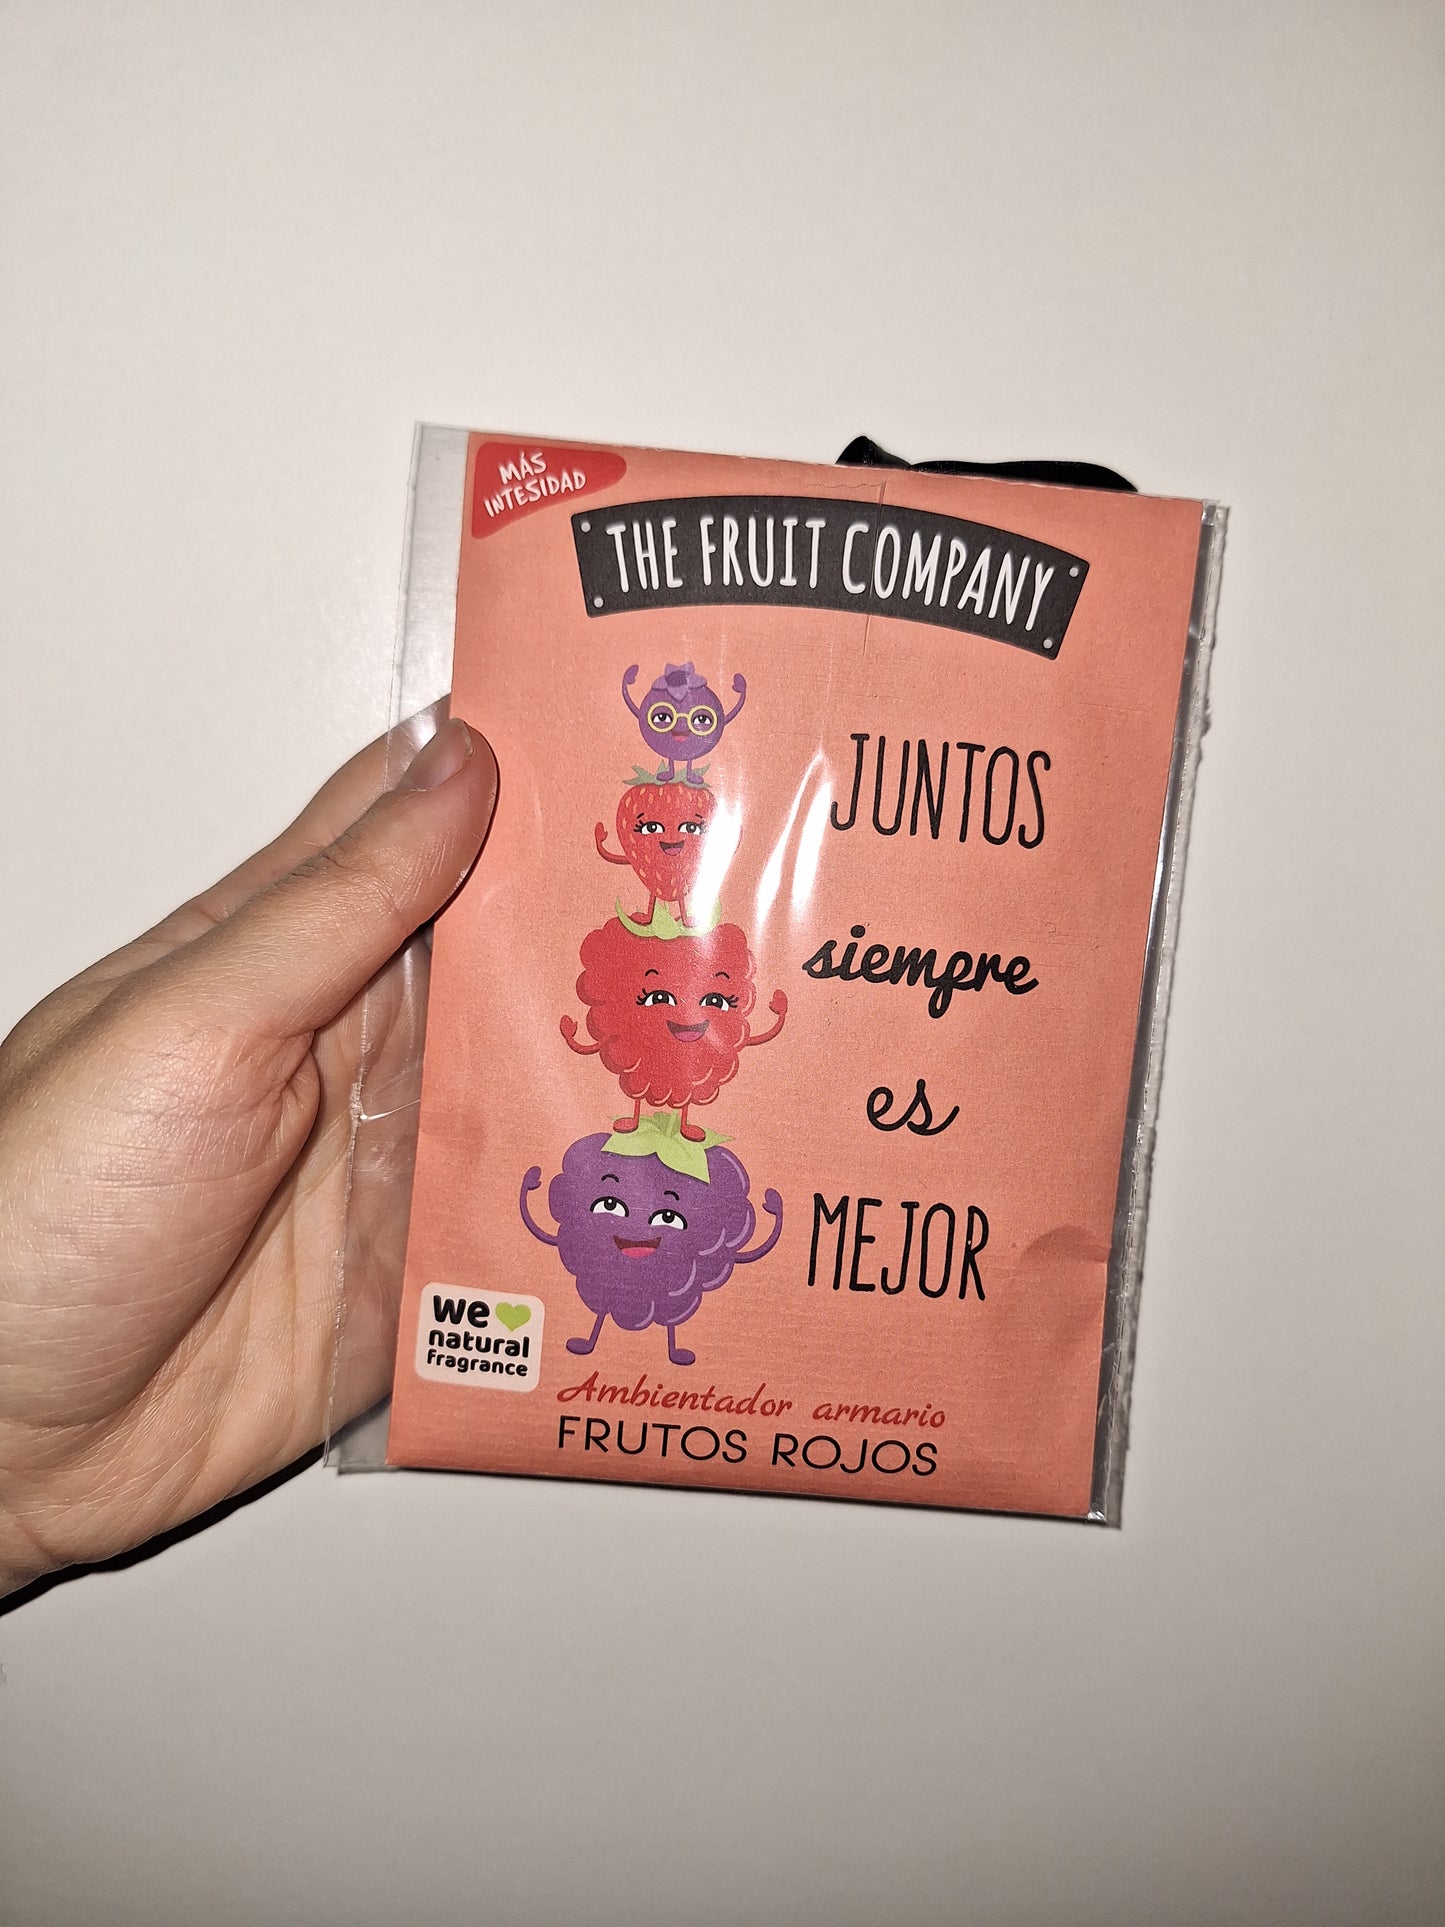 MÁS
INTESIDAD
THE FRUIT COMPANY
JUNTOS
siempre
es
MEJOR
we
natural
fragrance
Ambientador armario
FRUTOS ROJOS